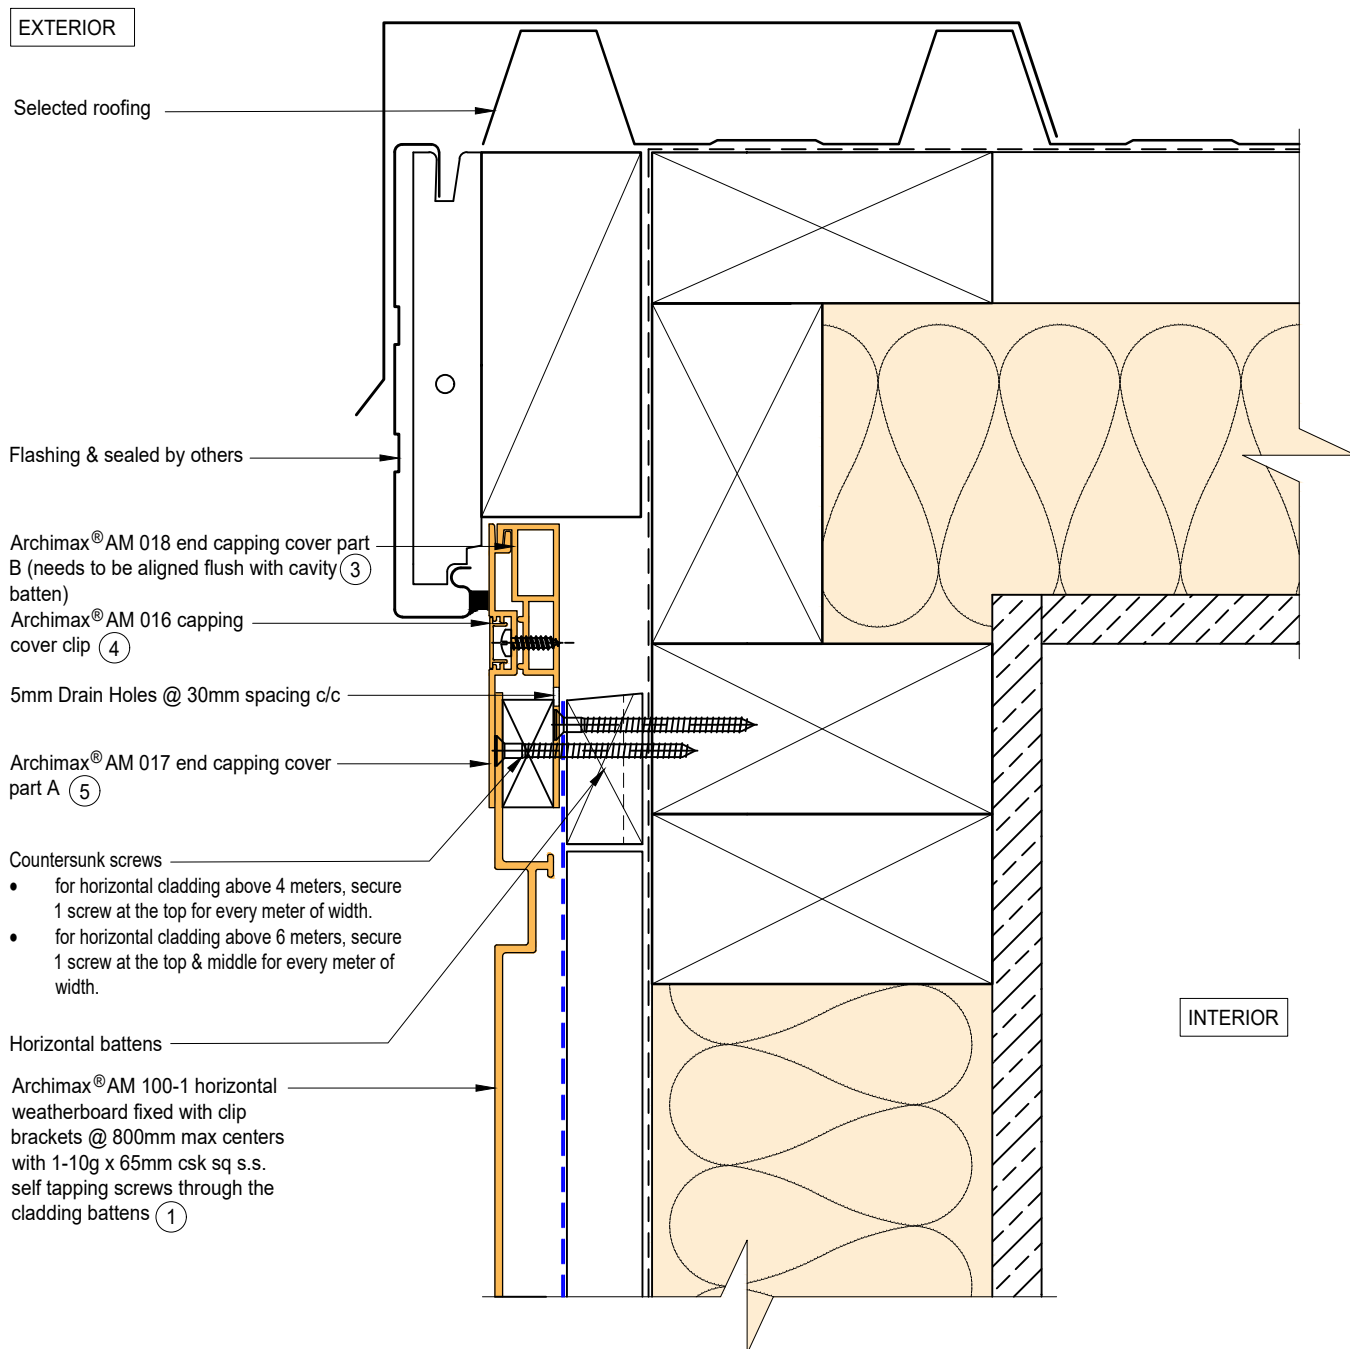 EXTERIOR
Selected roofing
Flashing & sealed by others
Archimax® AM 018 end capping cover part
B (needs to be aligned flush with cavity 3
batten)
Archimax® AM 016 capping
cover clip 4
5mm Drain Holes @ 30mm spacing c/c
Archimax® AM 017 end capping cover
part A 5
Countersunk screws
• for horizontal cladding above 4 meters, secure
1 screw at the top for every meter of width.
• for horizontal cladding above 6 meters, secure
1 screw at the top & middle for every meter of
width.
Horizontal battens
Archimax® AM 100-1 horizontal
weatherboard fixed with clip
brackets @ 800mm max centers
with 1-10g x 65mm csk sq s.s.
self tapping screws through the
cladding battens 1
INTERIOR